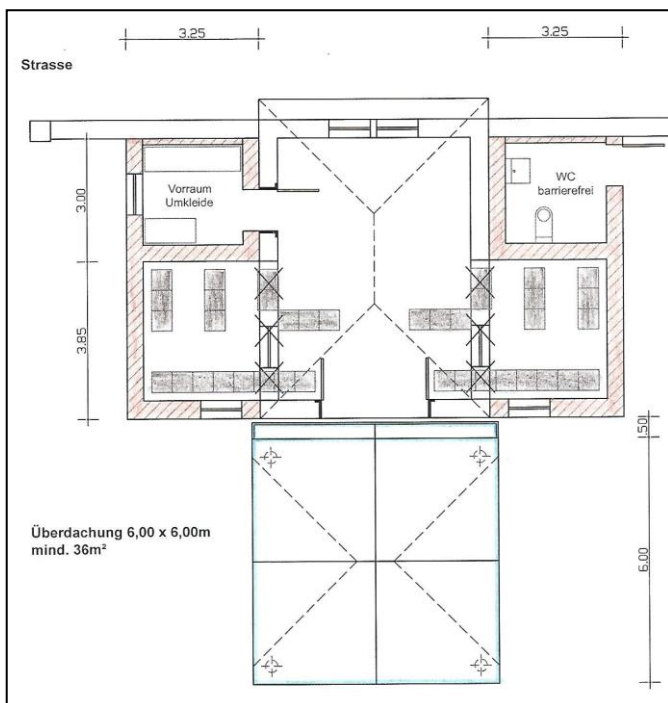 3.25
3.25
Strasse
Vorraum
Umkleide
WC
barrierefrei
3.00
3.85
.50
Überdachung 6,00 x 6,00m
mind. 36m²
6.00